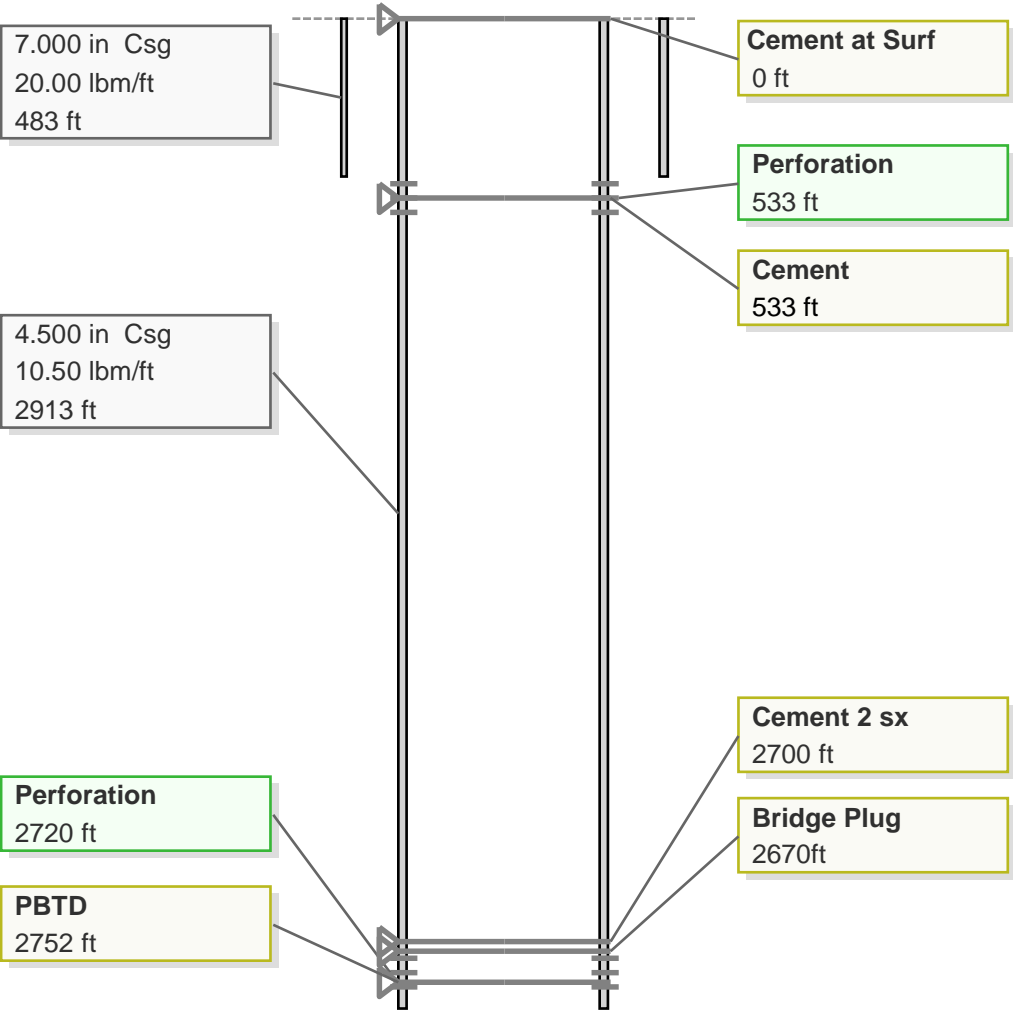 7.000 in  Csg
20.00 lbm/ft
483 ft
Cement at Surf
0 ft
Perforation
533 ft
Cement
533 ft
4.500 in  Csg
10.50 lbm/ft
2913 ft
Cement 2 sx
2700 ft
Perforation
2720 ft
Bridge Plug
2670ft
PBTD
2752 ft